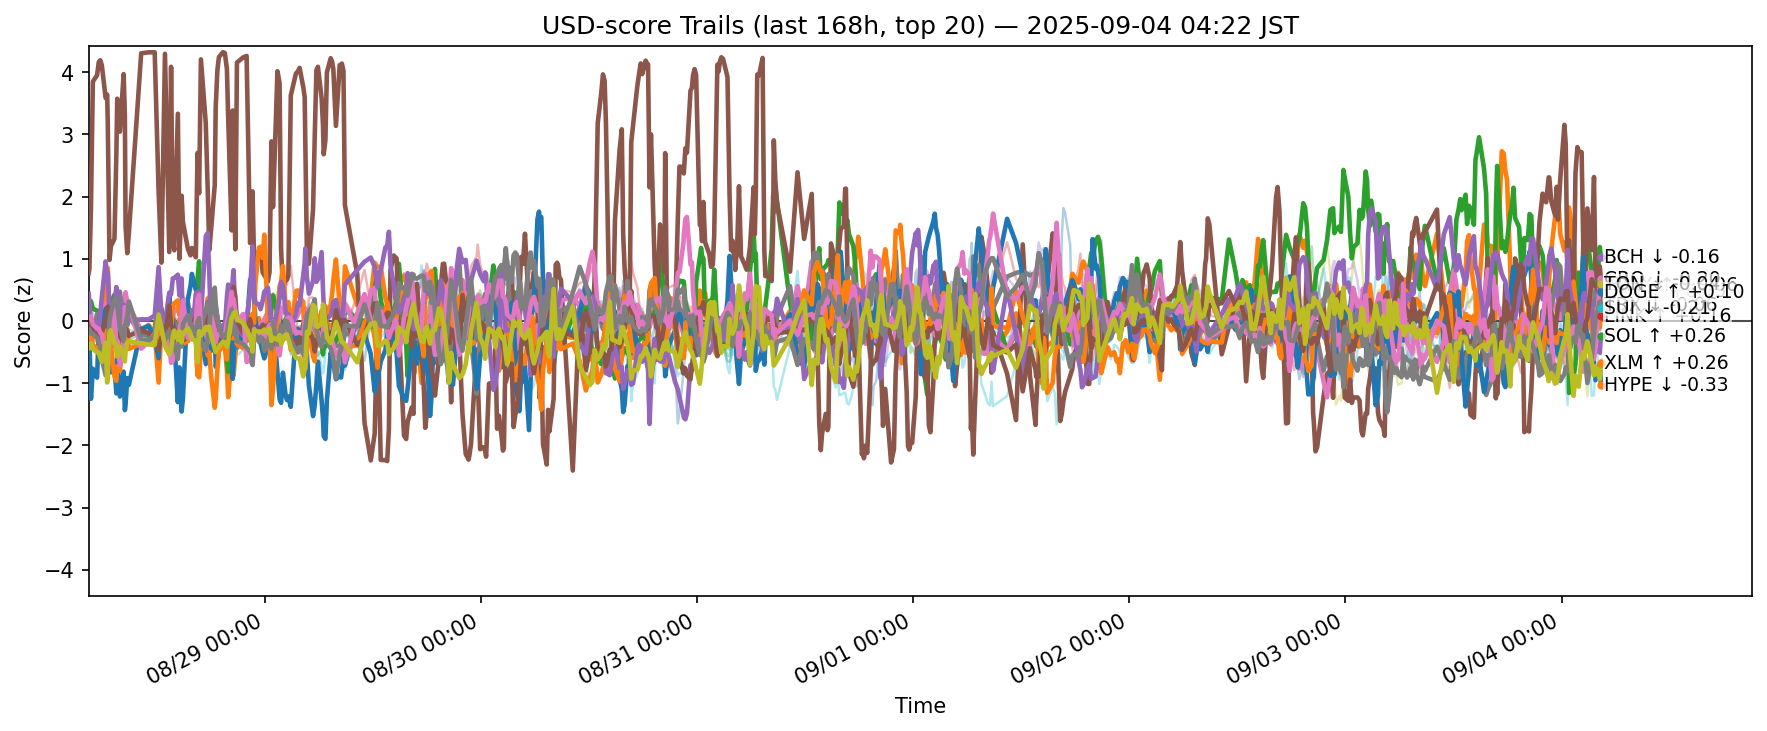 USD-score Trails (last 168h, top 20) — 2025-09-04 04:22 JST
Score (z)
4
3
2
1
0
−1
−2
−3
−4
BCH ↓ -0.16
DOGE ↑ +0.10
SUI ↓ -0.21
SOL ↑ +0.26
XLM ↑ +0.26
HYPE ↓ -0.33
08/29 00:00
08/30 00:00
08/31 00:00
09/01 00:00
09/02 00:00
09/03 00:00
09/04 00:00
Time